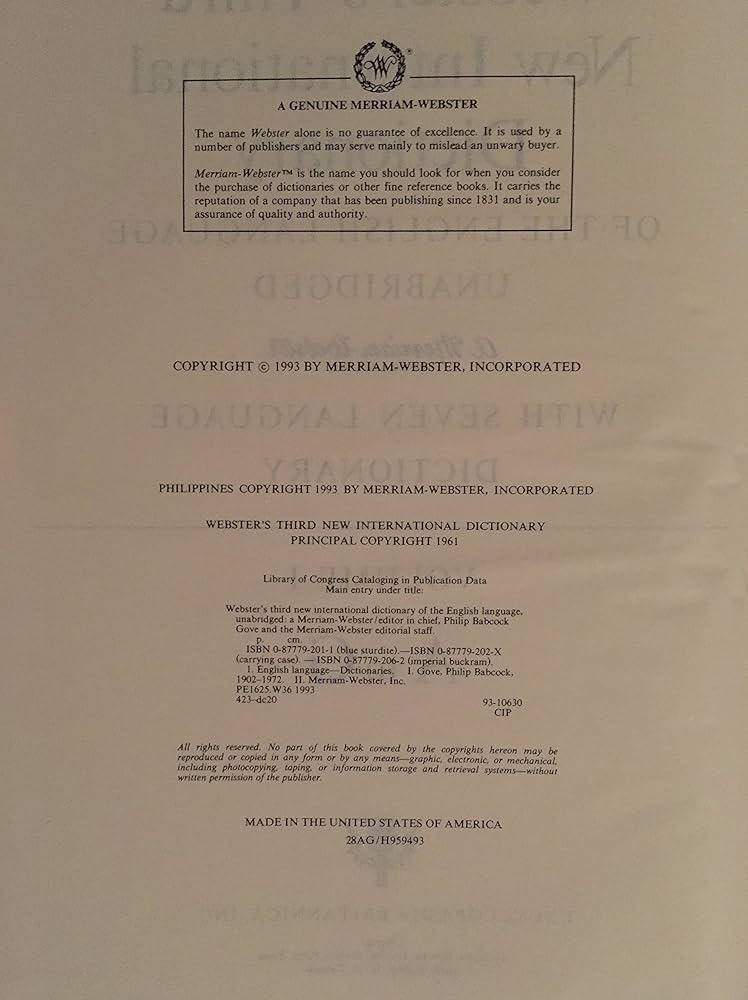 W
®
A GENUINE MERRIAM-WEBSTER
The name Webster alone is no guarantee of excellence. It is used by a
number of publishers and may serve mainly to mislead an unwary buyer.
Merriam-Webster™ is the name you should look for when you consider
the purchase of dictionaries or other fine reference books. It carries the
reputation of a company that has been publishing since 1831 and is your
assurance of quality and authority.
COPYRIGHT © 1993 BY MERRIAM-WEBSTER, INCORPORATED
PHILIPPINES COPYRIGHT 1993 BY MERRIAM-WEBSTER, INCORPORATED
WEBSTER'S THIRD NEW INTERNATIONAL DICTIONARY
PRINCIPAL COPYRIGHT 1961
Library of Congress Cataloging in Publication Data
Main entry under title:
Webster's third new international dictionary of the English language,
unabridged: a Merriam-Webster/editor in chief, Philip Babcock
Gove and the Merriam-Webster editorial staff.
p. cm.
ISBN 0-87779-201-1 (blue sturdite).—ISBN 0-87779-202-X
(carrying case). — ISBN 0-87779-206-2 (imperial buckram).
1. English language—Dictionaries. I. Gove, Philip Babcock,
1902-1972. II. Merriam-Webster, Inc.
PE1625.W36 1993
423-dc20 93-10630
CIP
All rights reserved. No part of this book covered by the copyrights hereon may be
reproduced or copied in any form or by any means—graphic, electronic, or mechanical,
including photocopying, taping, or information storage and retrieval systems—without
written permission of the publisher.
MADE IN THE UNITED STATES OF AMERICA
28AG/H959493
New International
OF THE ENGLISH LANGUAGE
UNABRIDGED
WITH SEVEN LANGUAGE
DICTIONARY